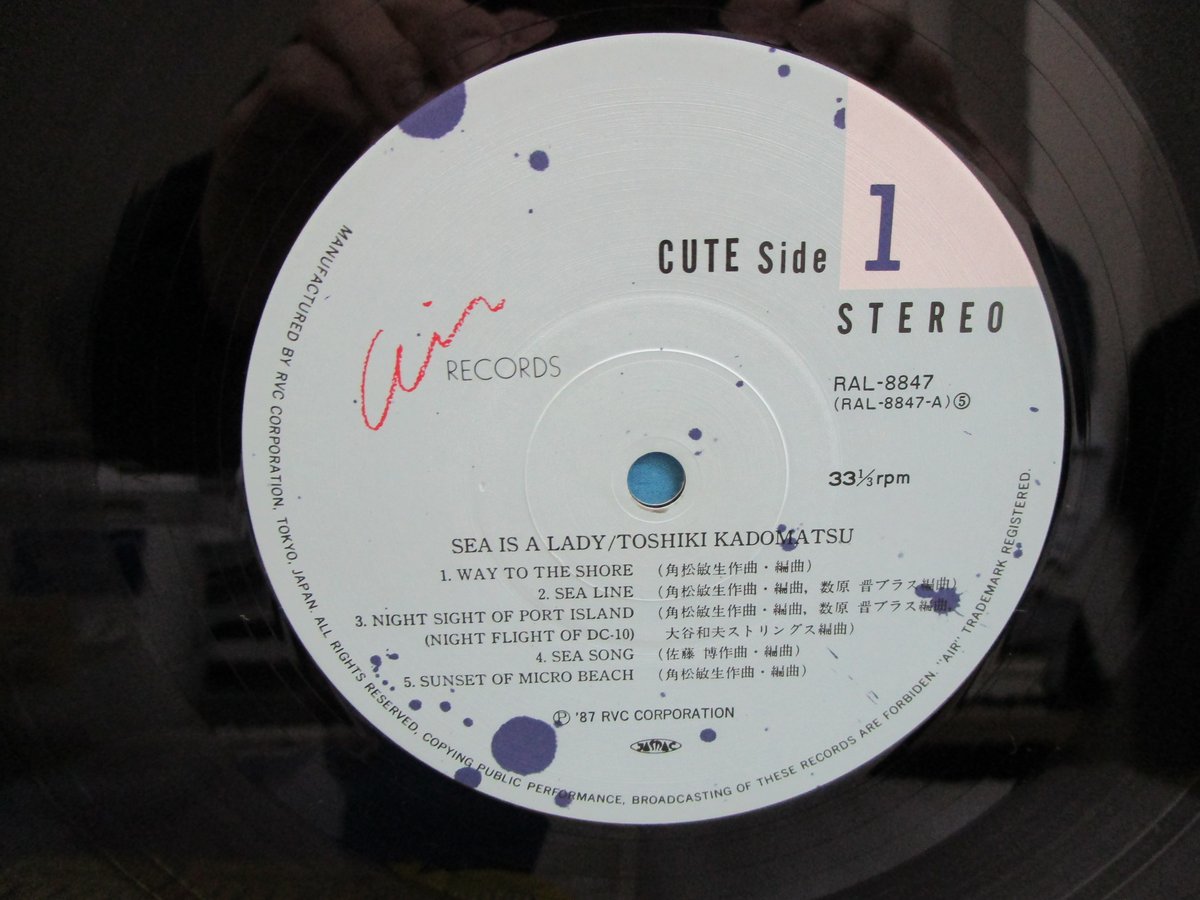 CUTE Side 1
STEREO
Air RECORDS
RAL-8847
(RAL-8847-A)⑤
33⅓rpm
SEA IS A LADY/TOSHIKI KADOMATSU
1. WAY TO THE SHORE (角松敏生作曲・編曲)
2. SEA LINE (角松敏生作曲・編曲, 数原 晋ブラス編曲)
3. NIGHT SIGHT OF PORT ISLAND (角松敏生作曲・編曲, 数原 晋ブラス編曲,
(NIGHT FLIGHT OF DC-10) 大谷和夫ストリングス編曲)
4. SEA SONG (佐藤 博作曲・編曲)
5. SUNSET OF MICRO BEACH (角松敏生作曲・編曲)
Ⓟ '87 RVC CORPORATION
JASRAC
MANUFACTURED BY RVC CORPORATION, TOKYO, JAPAN. ALL RIGHTS RESERVED. COPYING PUBLIC PERFORMANCE, BROADCASTING OF THESE RECORDS ARE FORBIDEN. "AIR" TRADEMARK REGISTERED.